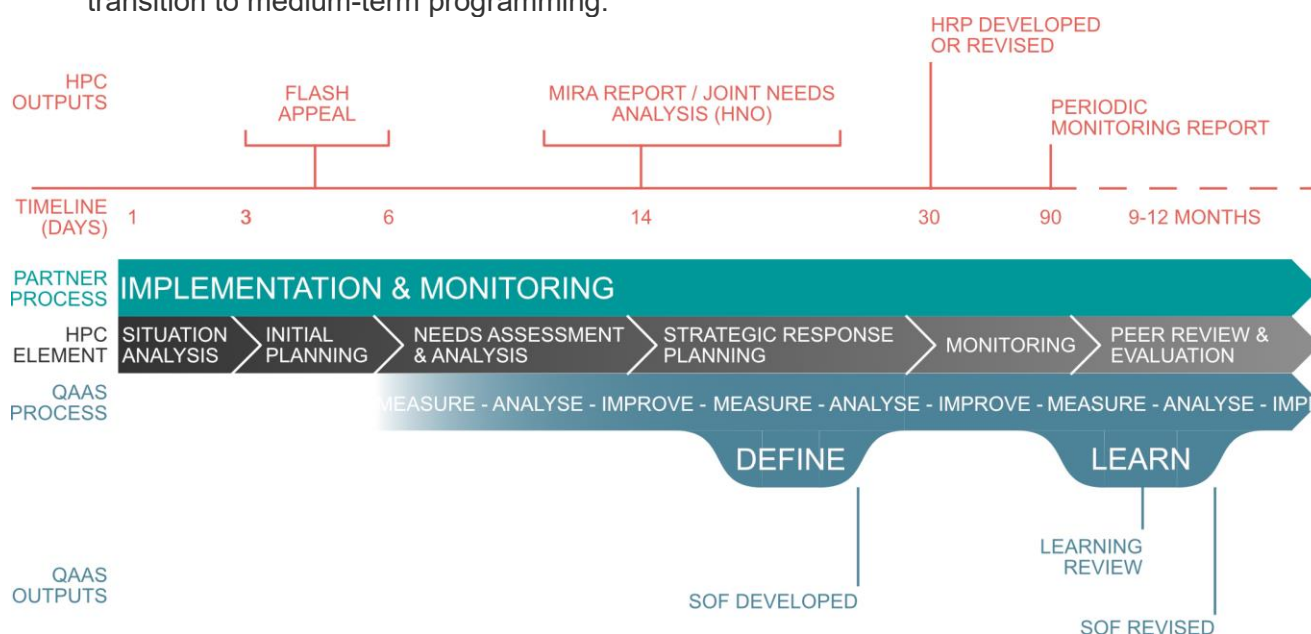 transition to medium-term programming.
HRP DEVELOPED
OR REVISED
HPC
OUTPUTS
FLASH
APPEAL
MIRA REPORT / JOINT NEEDS
ANALYSIS (HNO)
PERIODIC
MONITORING REPORT
TIMELINE
(DAYS)
1
3
6
14
30
90
9-12 MONTHS
PARTNER
PROCESS
IMPLEMENTATION & MONITORING
HPC
ELEMENT
SITUATION
ANALYSIS
INITIAL
PLANNING
NEEDS ASSESSMENT
& ANALYSIS
STRATEGIC RESPONSE
PLANNING
MONITORING
PEER REVIEW &
EVALUATION
QAAS
PROCESS
MEASURE - ANALYSE - IMPROVE - MEASURE - ANALYSE - IMPROVE - MEASURE - ANALYSE - IMP
DEFINE
LEARN
QAAS
OUTPUTS
SOF DEVELOPED
LEARNING
REVIEW
SOF REVISED